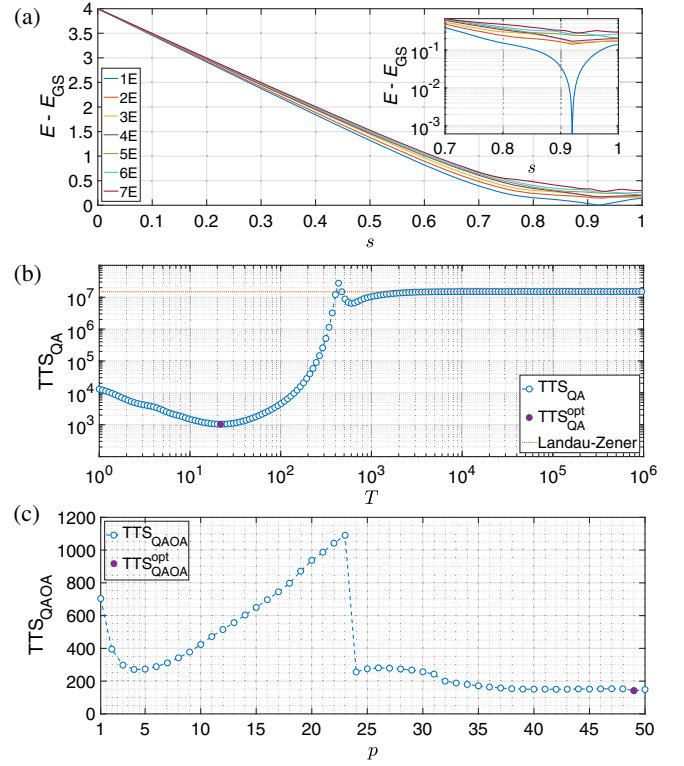 (a)
4
3.5
3
2.5
2
1.5
1
0.5
0
E - E_GS
1E
2E
3E
4E
5E
6E
7E
0 0.1 0.2 0.3 0.4 0.5 0.6 0.7 0.8 0.9 1
s
E - E_GS
10^-1
10^-2
10^-3
0.7 0.8 0.9 1
s
(b)
TTS_QA
10^7
10^6
10^5
10^4
10^3
TTS_QA
TTS_QA^opt
Landau-Zener
10^0 10^1 10^2 10^3 10^4 10^5 10^6
T
(c)
1200
1000
800
600
400
200
0
TTS_QAOA
TTS_QAOA
TTS_QAOA^opt
1 5 10 15 20 25 30 35 40 45 50
p